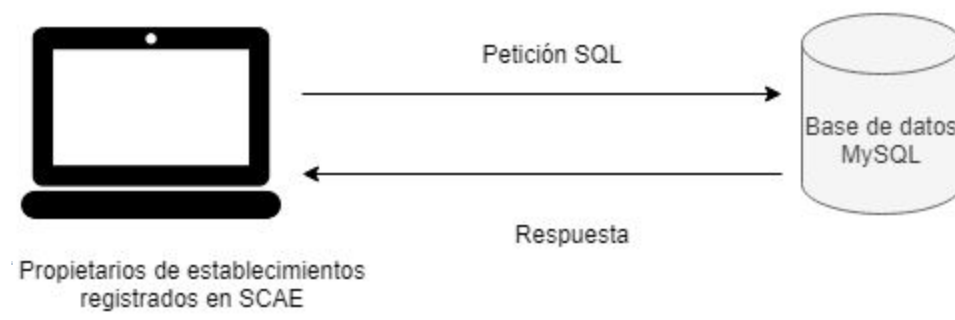 Petición SQL
Base de datos
MySQL
Respuesta
Propietarios de establecimientos
registrados en SCAE